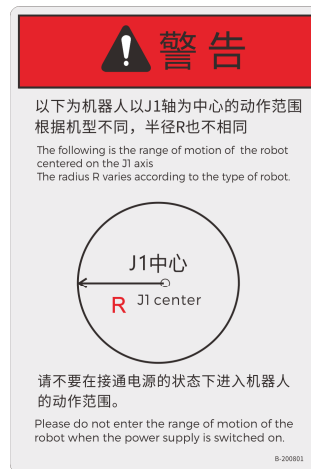 警告
以下为机器人以J1轴为中心的动作范围
根据机型不同，半径R也不相同
The following is the range of motion of the robot
centered on the J1 axis
The radius R varies according to the type of robot.
J1中心
R J1 center
请不要在接通电源的状态下进入机器人
的动作范围。
Please do not enter the range of motion of the
robot when the power supply is switched on.
B-200801